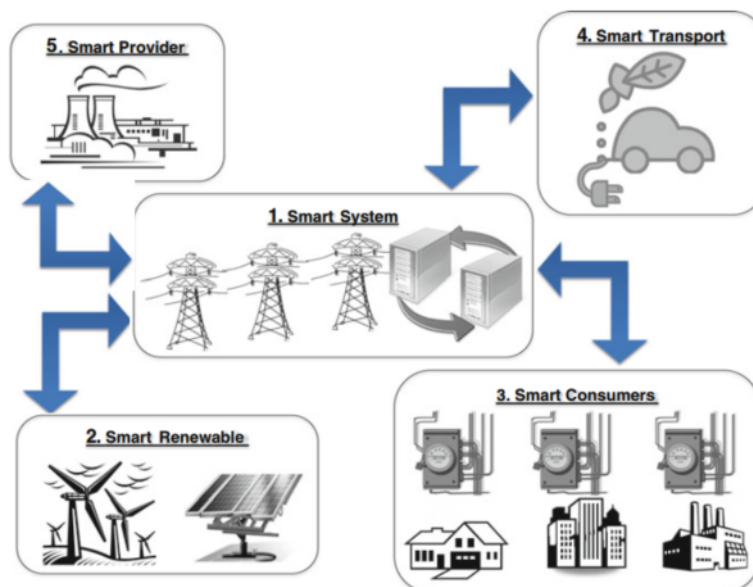 5. Smart Provider
4. Smart Transport
1. Smart System
2. Smart Renewable
3. Smart Consumers